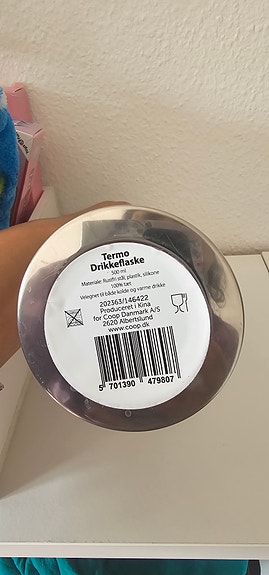 Termo
Drikkeflaske
500 ml
Materiale: Rustfri stål, plastik, silikone
100% tæt
Velegnet til både kolde og varme drikke
202363/146422
Produceret i Kina
for Coop Danmark A/S
2620 Albertslund
www.coop.dk
5 701390 479807